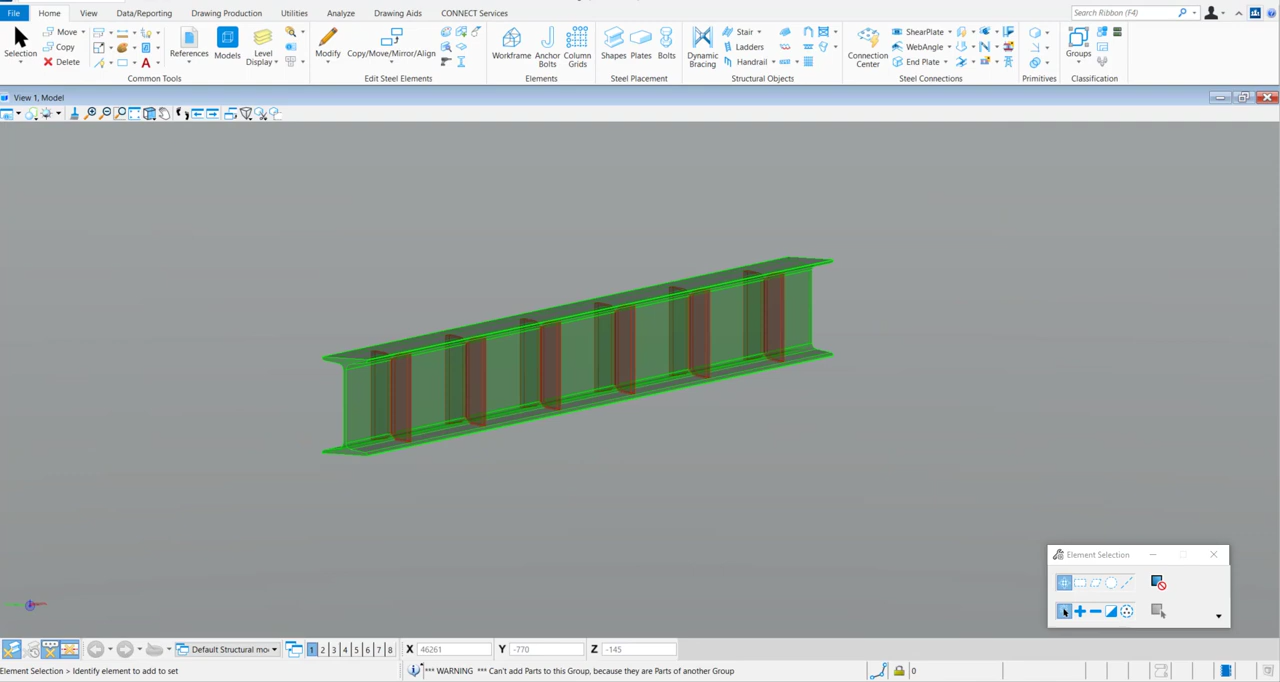 File Home View Data/Reporting Drawing Production Utilities Analyze Drawing Aids CONNECT Services Search Ribbon (F4)
Selection Move Copy Delete References Models Level Display Modify Copy/Move/Mirror/Align Workframe Anchor Bolts Column Grids Shapes Plates Bolts Dynamic Bracing Stair Ladders Handrail Connection Center ShearPlate WebAngle End Plate Groups
Common Tools Edit Steel Elements Elements Steel Placement Structural Objects Steel Connections Primitives Classification
View 1, Model
Element Selection
Default Structural mo 1 2 3 4 5 6 7 8 X 46261 Y -770 Z -145
Element Selection > Identify element to add to set *** WARNING *** Can't add Parts to this Group, because they are Parts of another Group 0